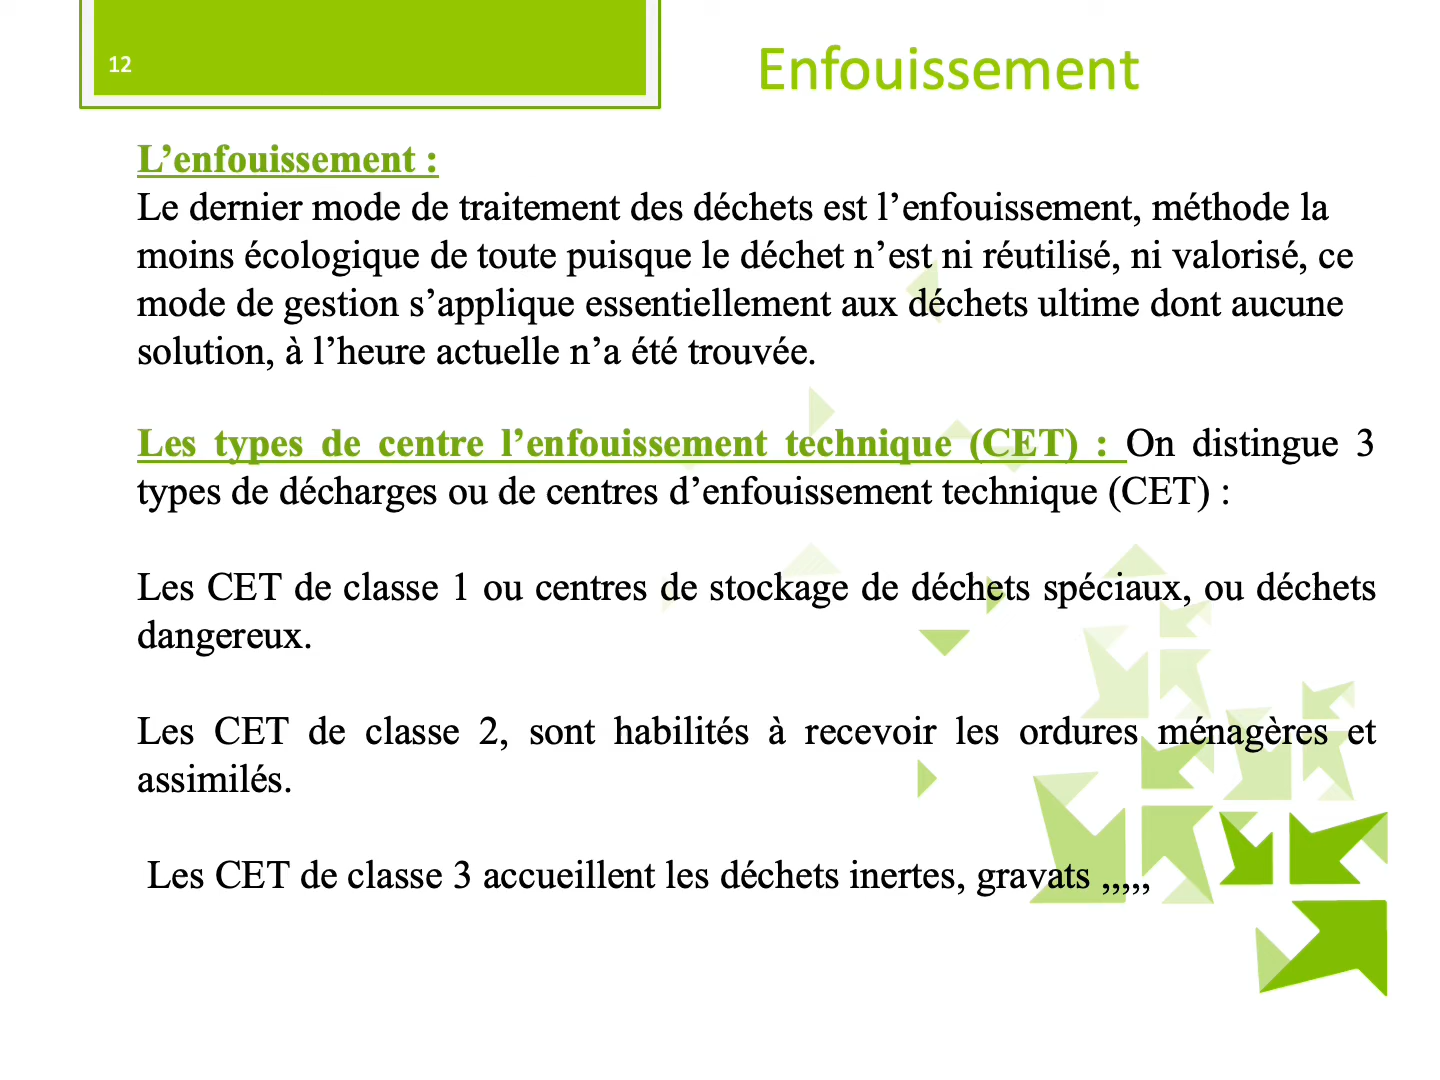 12
Enfouissement
L’enfouissement :
Le dernier mode de traitement des déchets est l’enfouissement, méthode la
moins écologique de toute puisque le déchet n’est ni réutilisé, ni valorisé, ce
mode de gestion s’applique essentiellement aux déchets ultime dont aucune
solution, à l’heure actuelle n’a été trouvée.
Les types de centre l’enfouissement technique (CET) : On distingue 3
types de décharges ou de centres d’enfouissement technique (CET) :
Les CET de classe 1 ou centres de stockage de déchets spéciaux, ou déchets
dangereux.
Les CET de classe 2, sont habilités à recevoir les ordures ménagères et
assimilés.
Les CET de classe 3 accueillent les déchets inertes, gravats ,,,,,